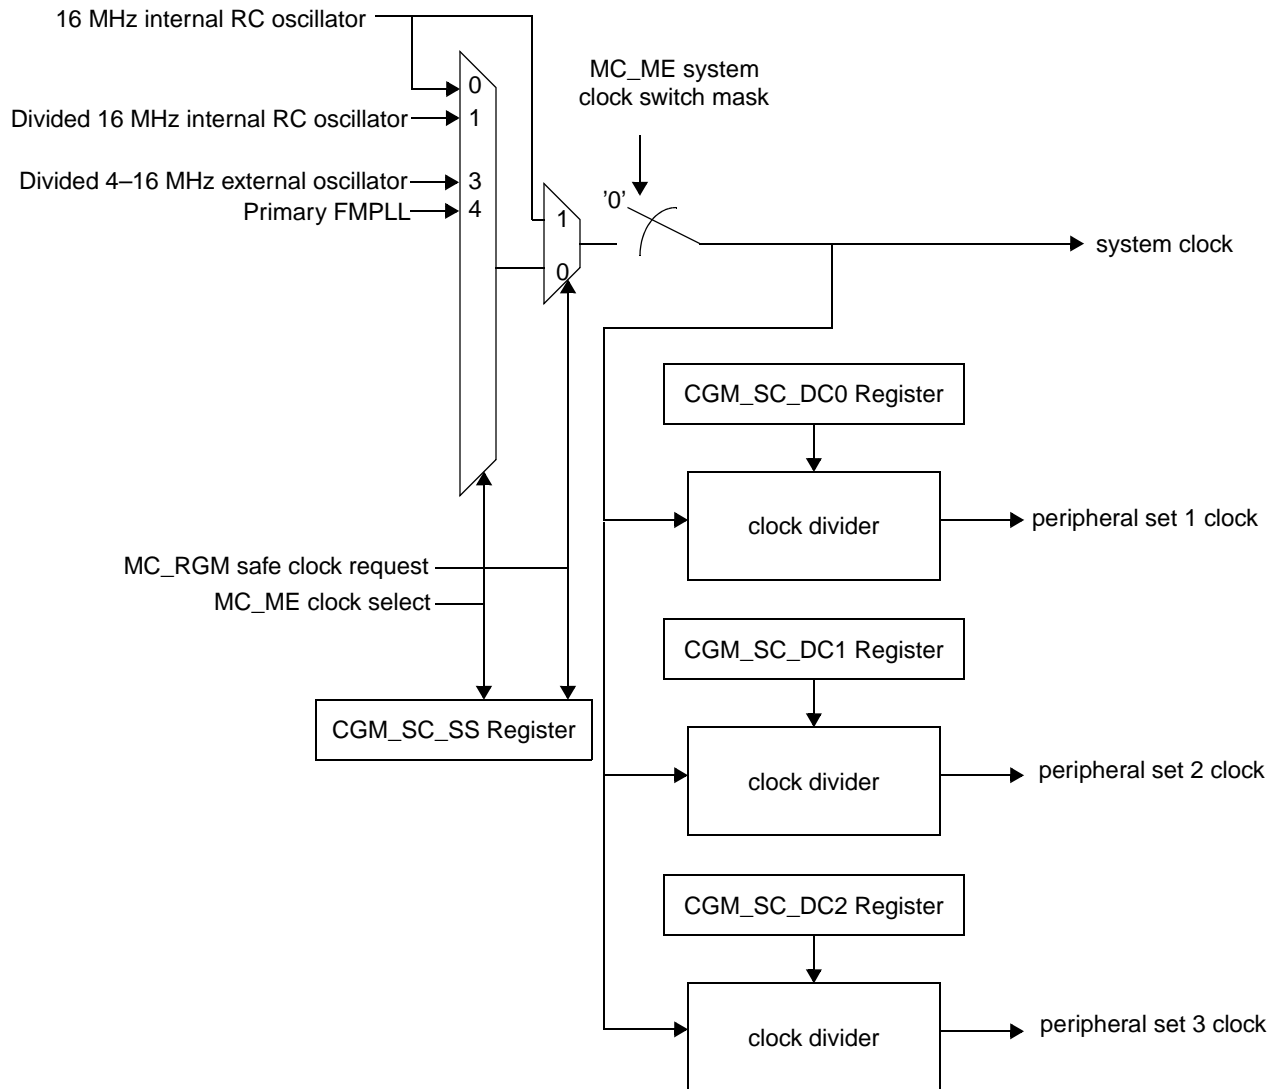 16 MHz internal RC oscillator
MC_ME system
clock switch mask
0
Divided 16 MHz internal RC oscillator
1
Divided 4–16 MHz external oscillator
3
Primary FMPLL
4
’0’
1
0
system clock
CGM_SC_DC0 Register
clock divider
peripheral set 1 clock
MC_RGM safe clock request
MC_ME clock select
CGM_SC_DC1 Register
CGM_SC_SS Register
clock divider
peripheral set 2 clock
CGM_SC_DC2 Register
clock divider
peripheral set 3 clock